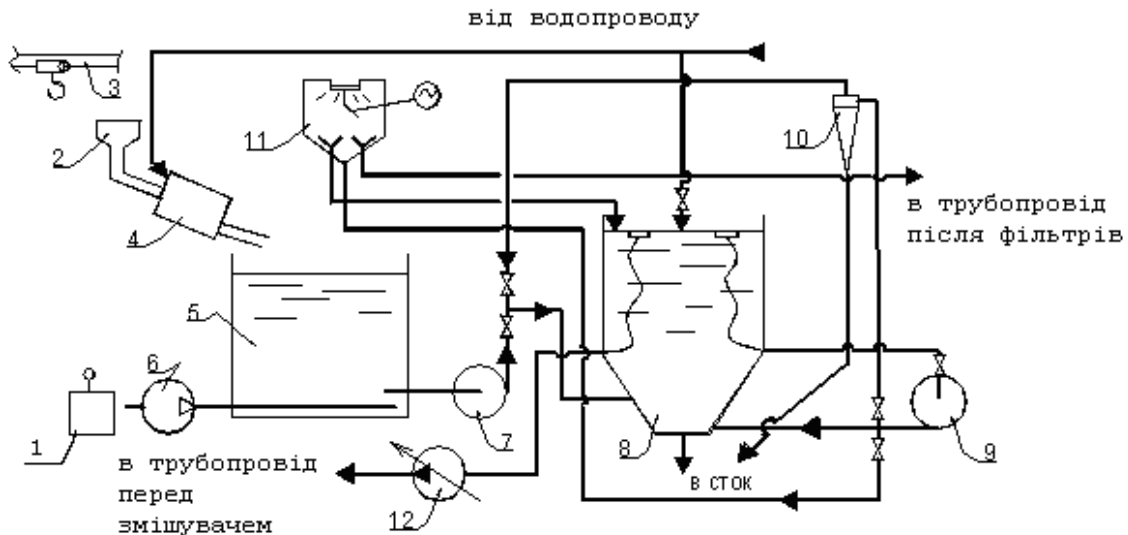 від водопроводу
3
11
10
2
4
в трубопровід
після фільтрів
5
6
1
7
8
9
в трубопровід
перед
змішувачем
12
В СТОК